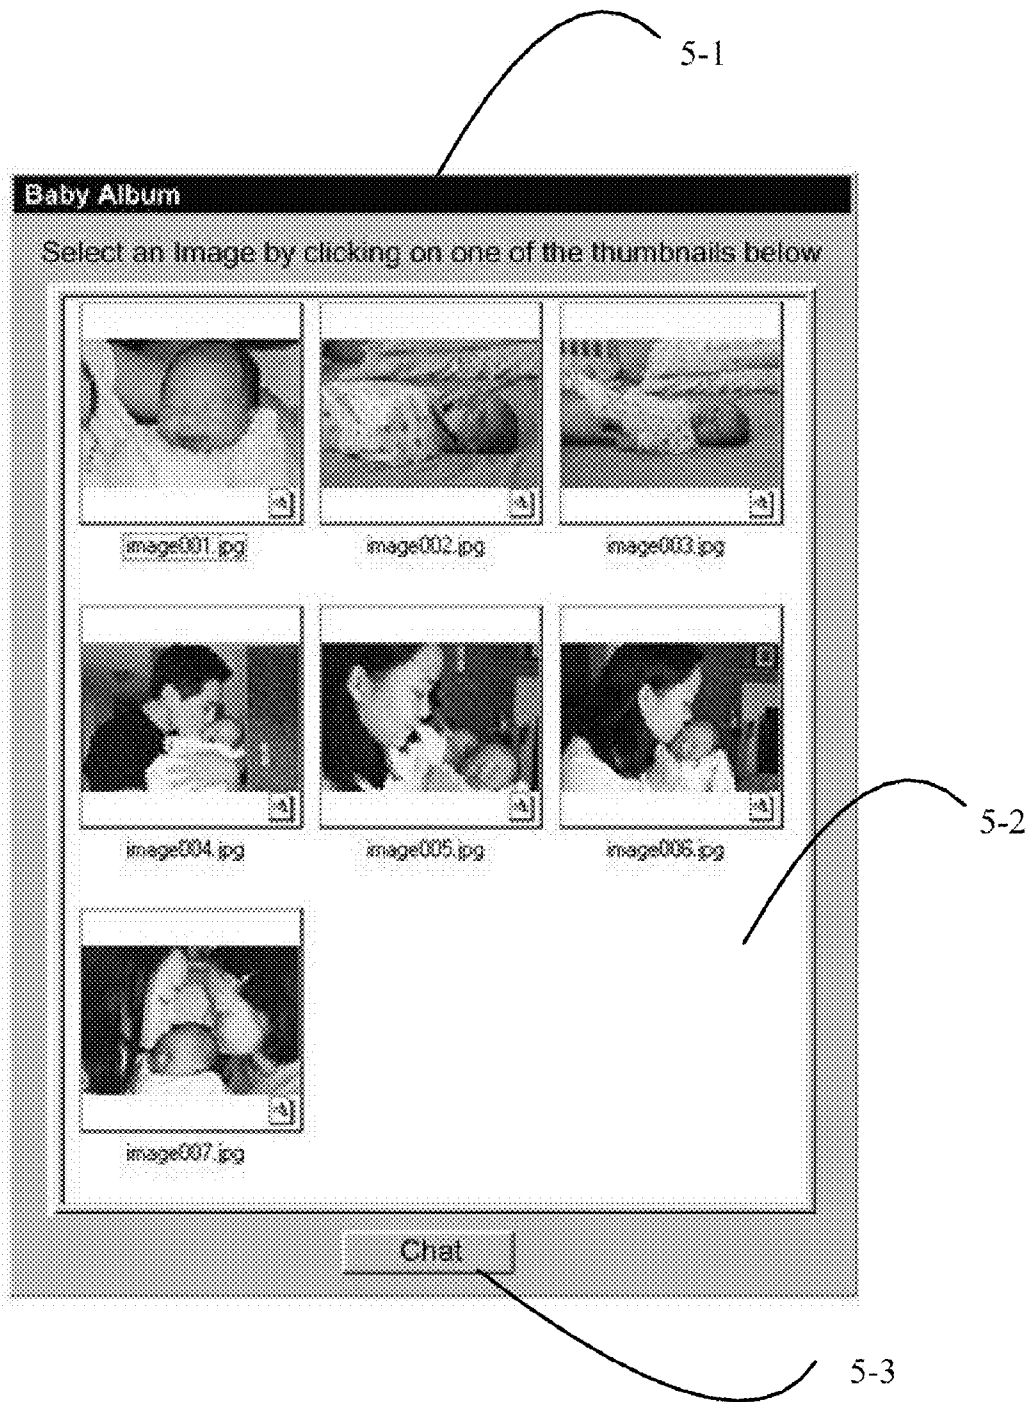 5-1
Baby Album
Select an Image by clicking on one of the thumbnails below
image001.jpg image002.jpg image003.jpg
image004.jpg image005.jpg image006.jpg
5-2
image007.jpg
Chat
5-3